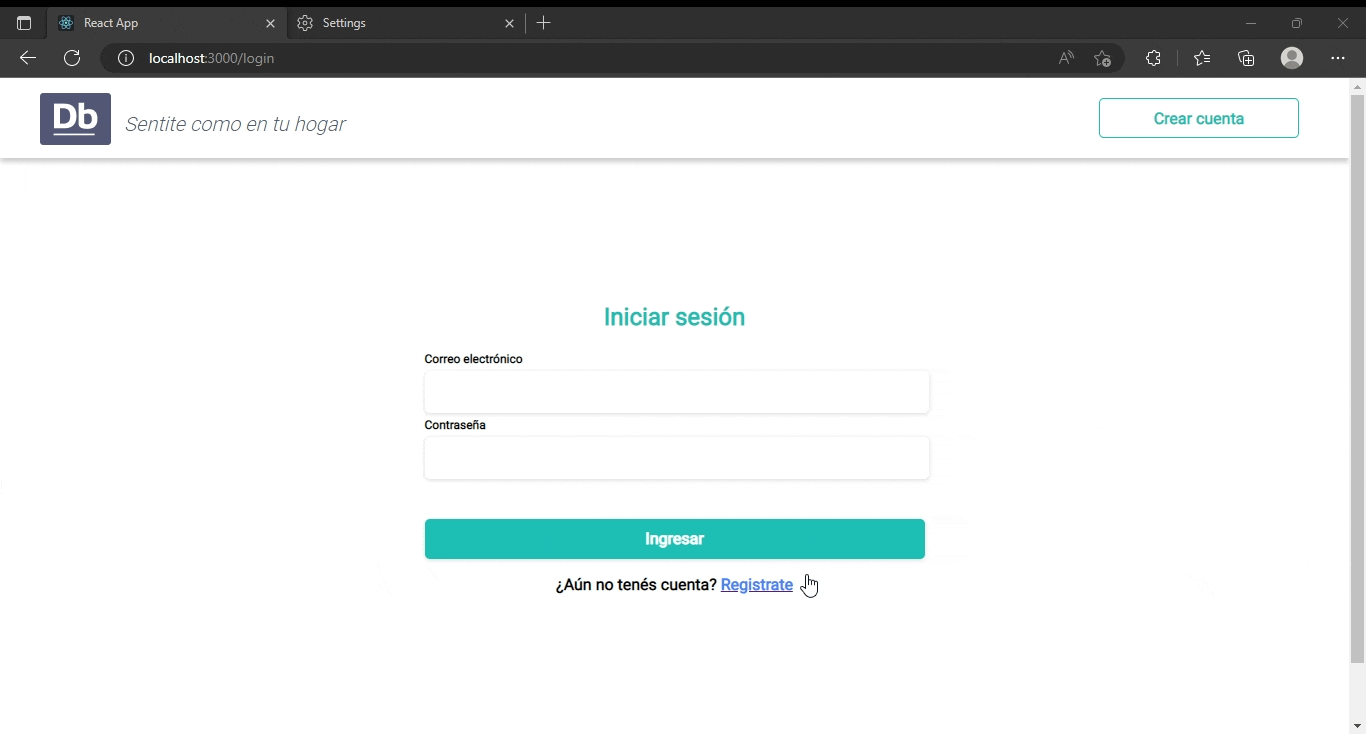 React App
Settings
localhost:3000/login
Db
Sentite como en tu hogar
Crear cuenta
Iniciar sesión
Correo electrónico
Contraseña
Ingresar
¿Aún no tenés cuenta? Registrate